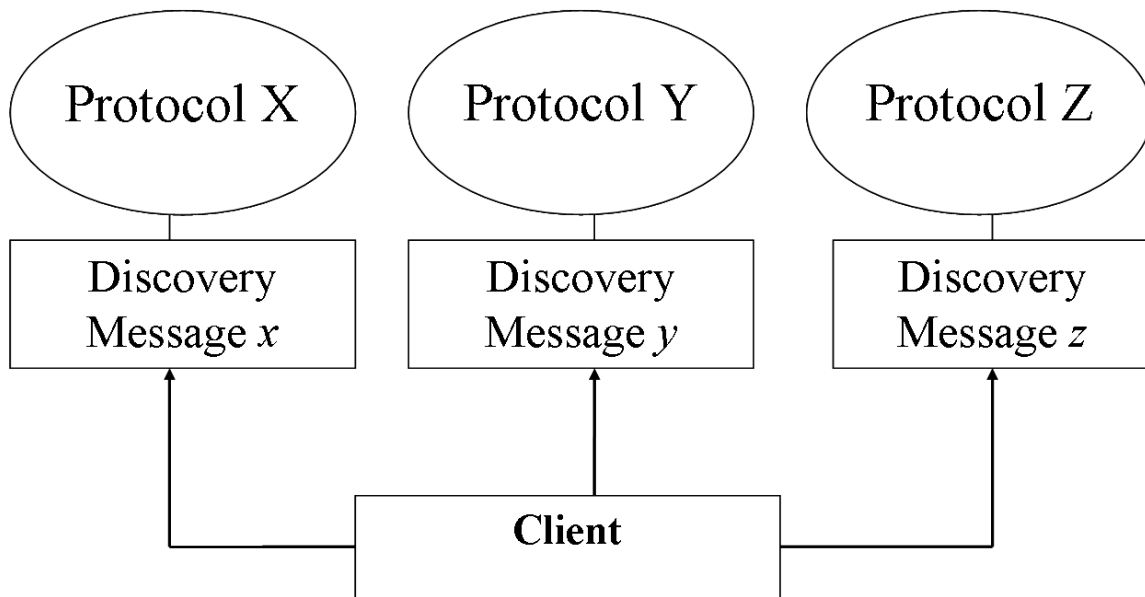 Protocol X
Protocol Y
Protocol Z
Discovery
Message x
Discovery
Message y
Discovery
Message z
Client